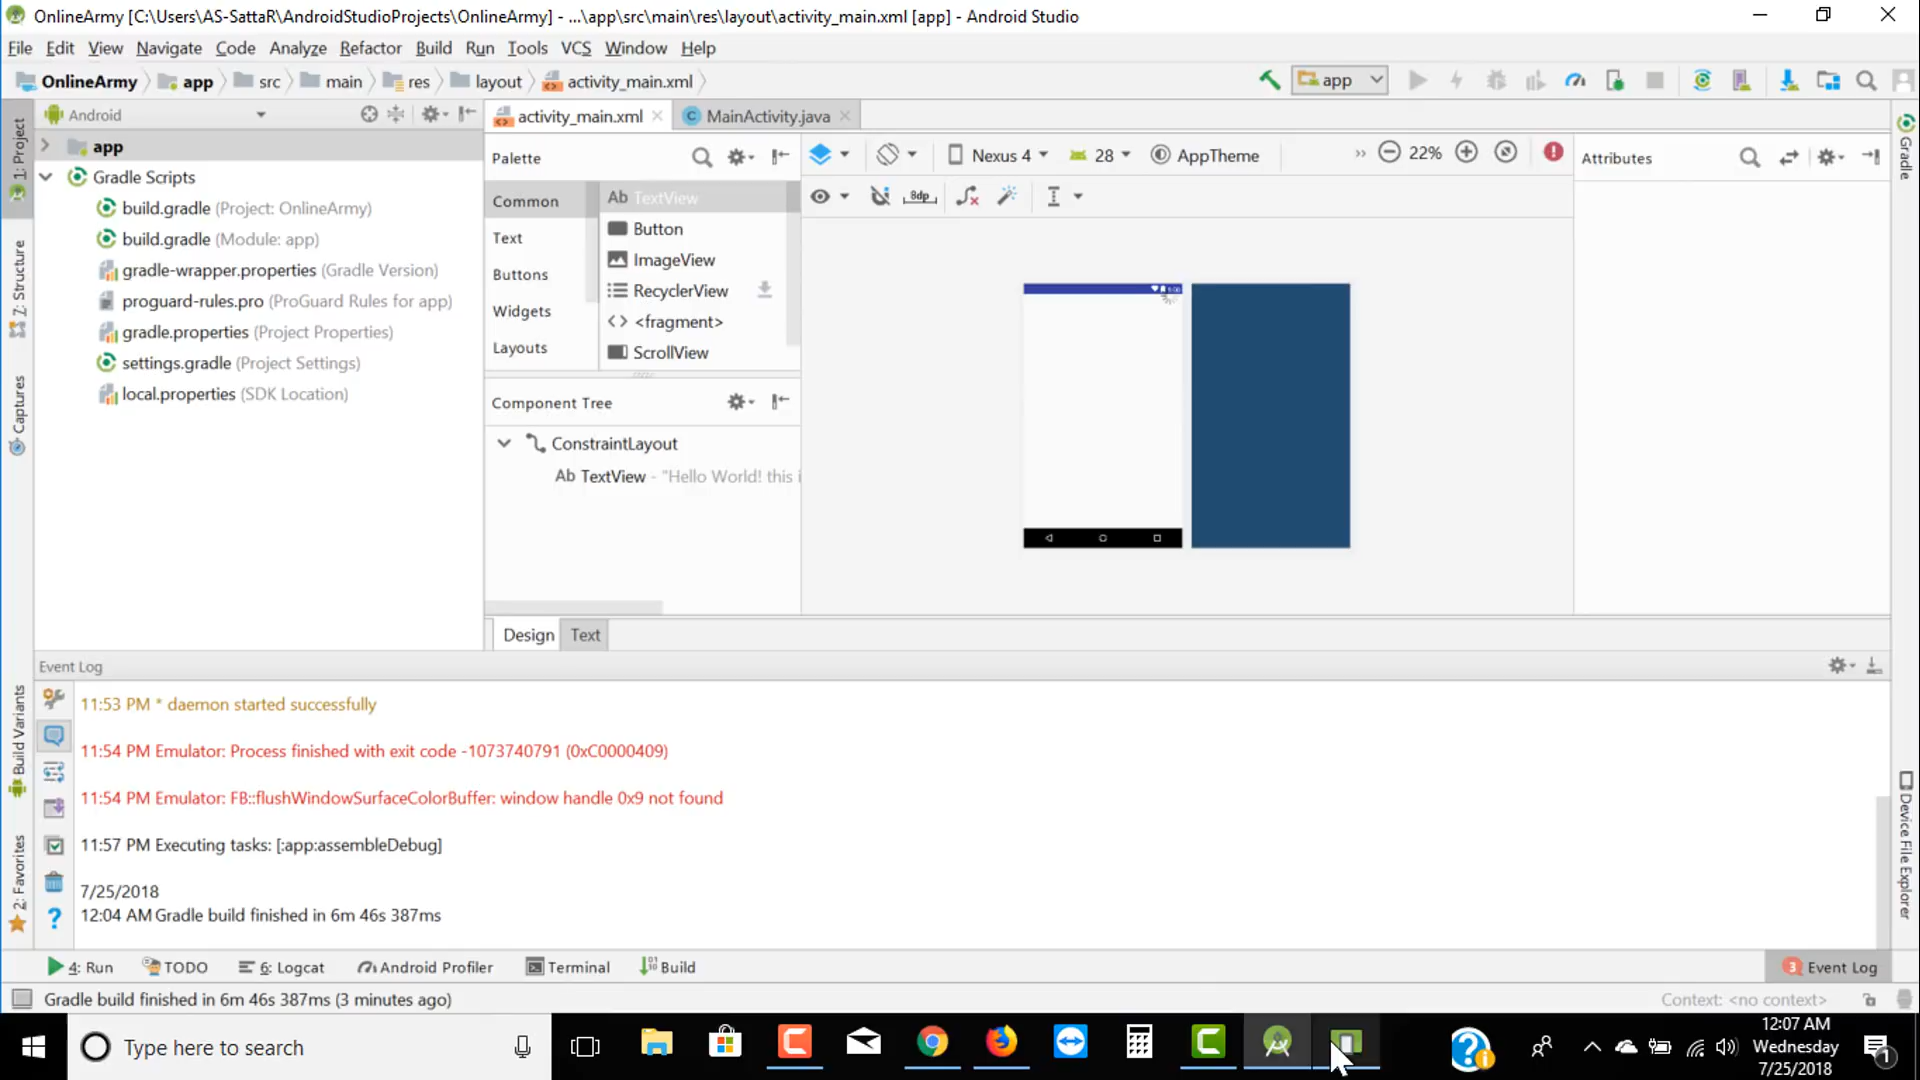 OnlineArmy [C:\Users\AS-SattaR\AndroidStudioProjects\OnlineArmy] - ...\app\src\main\res\layout\activity_main.xml [app] - Android Studio
File Edit View Navigate Code Analyze Refactor Build Run Tools VCS Window Help
OnlineArmy app src main res layout activity_main.xml app
Android
activity_main.xml MainActivity.java
1: Project
Z: Structure
Captures
Build Variants
2: Favorites
app
Gradle Scripts
build.gradle (Project: OnlineArmy)
build.gradle (Module: app)
gradle-wrapper.properties (Gradle Version)
proguard-rules.pro (ProGuard Rules for app)
gradle.properties (Project Properties)
settings.gradle (Project Settings)
local.properties (SDK Location)
Palette
Common
Text
Buttons
Widgets
Layouts
Ab TextView
Button
ImageView
RecyclerView
<fragment>
ScrollView
Component Tree
ConstraintLayout
Ab TextView - "Hello World! this i
Nexus 4 28 AppTheme >> 22%
8dp
Attributes
Gradle
Device File Explorer
Design Text
Event Log
11:53 PM * daemon started successfully
11:54 PM Emulator: Process finished with exit code -1073740791 (0xC0000409)
11:54 PM Emulator: FB::flushWindowSurfaceColorBuffer: window handle 0x9 not found
11:57 PM Executing tasks: [:app:assembleDebug]
7/25/2018
12:04 AM Gradle build finished in 6m 46s 387ms
4: Run TODO 6: Logcat Android Profiler Terminal Build 3 Event Log
Gradle build finished in 6m 46s 387ms (3 minutes ago) Context: <no context>
Type here to search
12:07 AM
Wednesday
7/25/2018
1